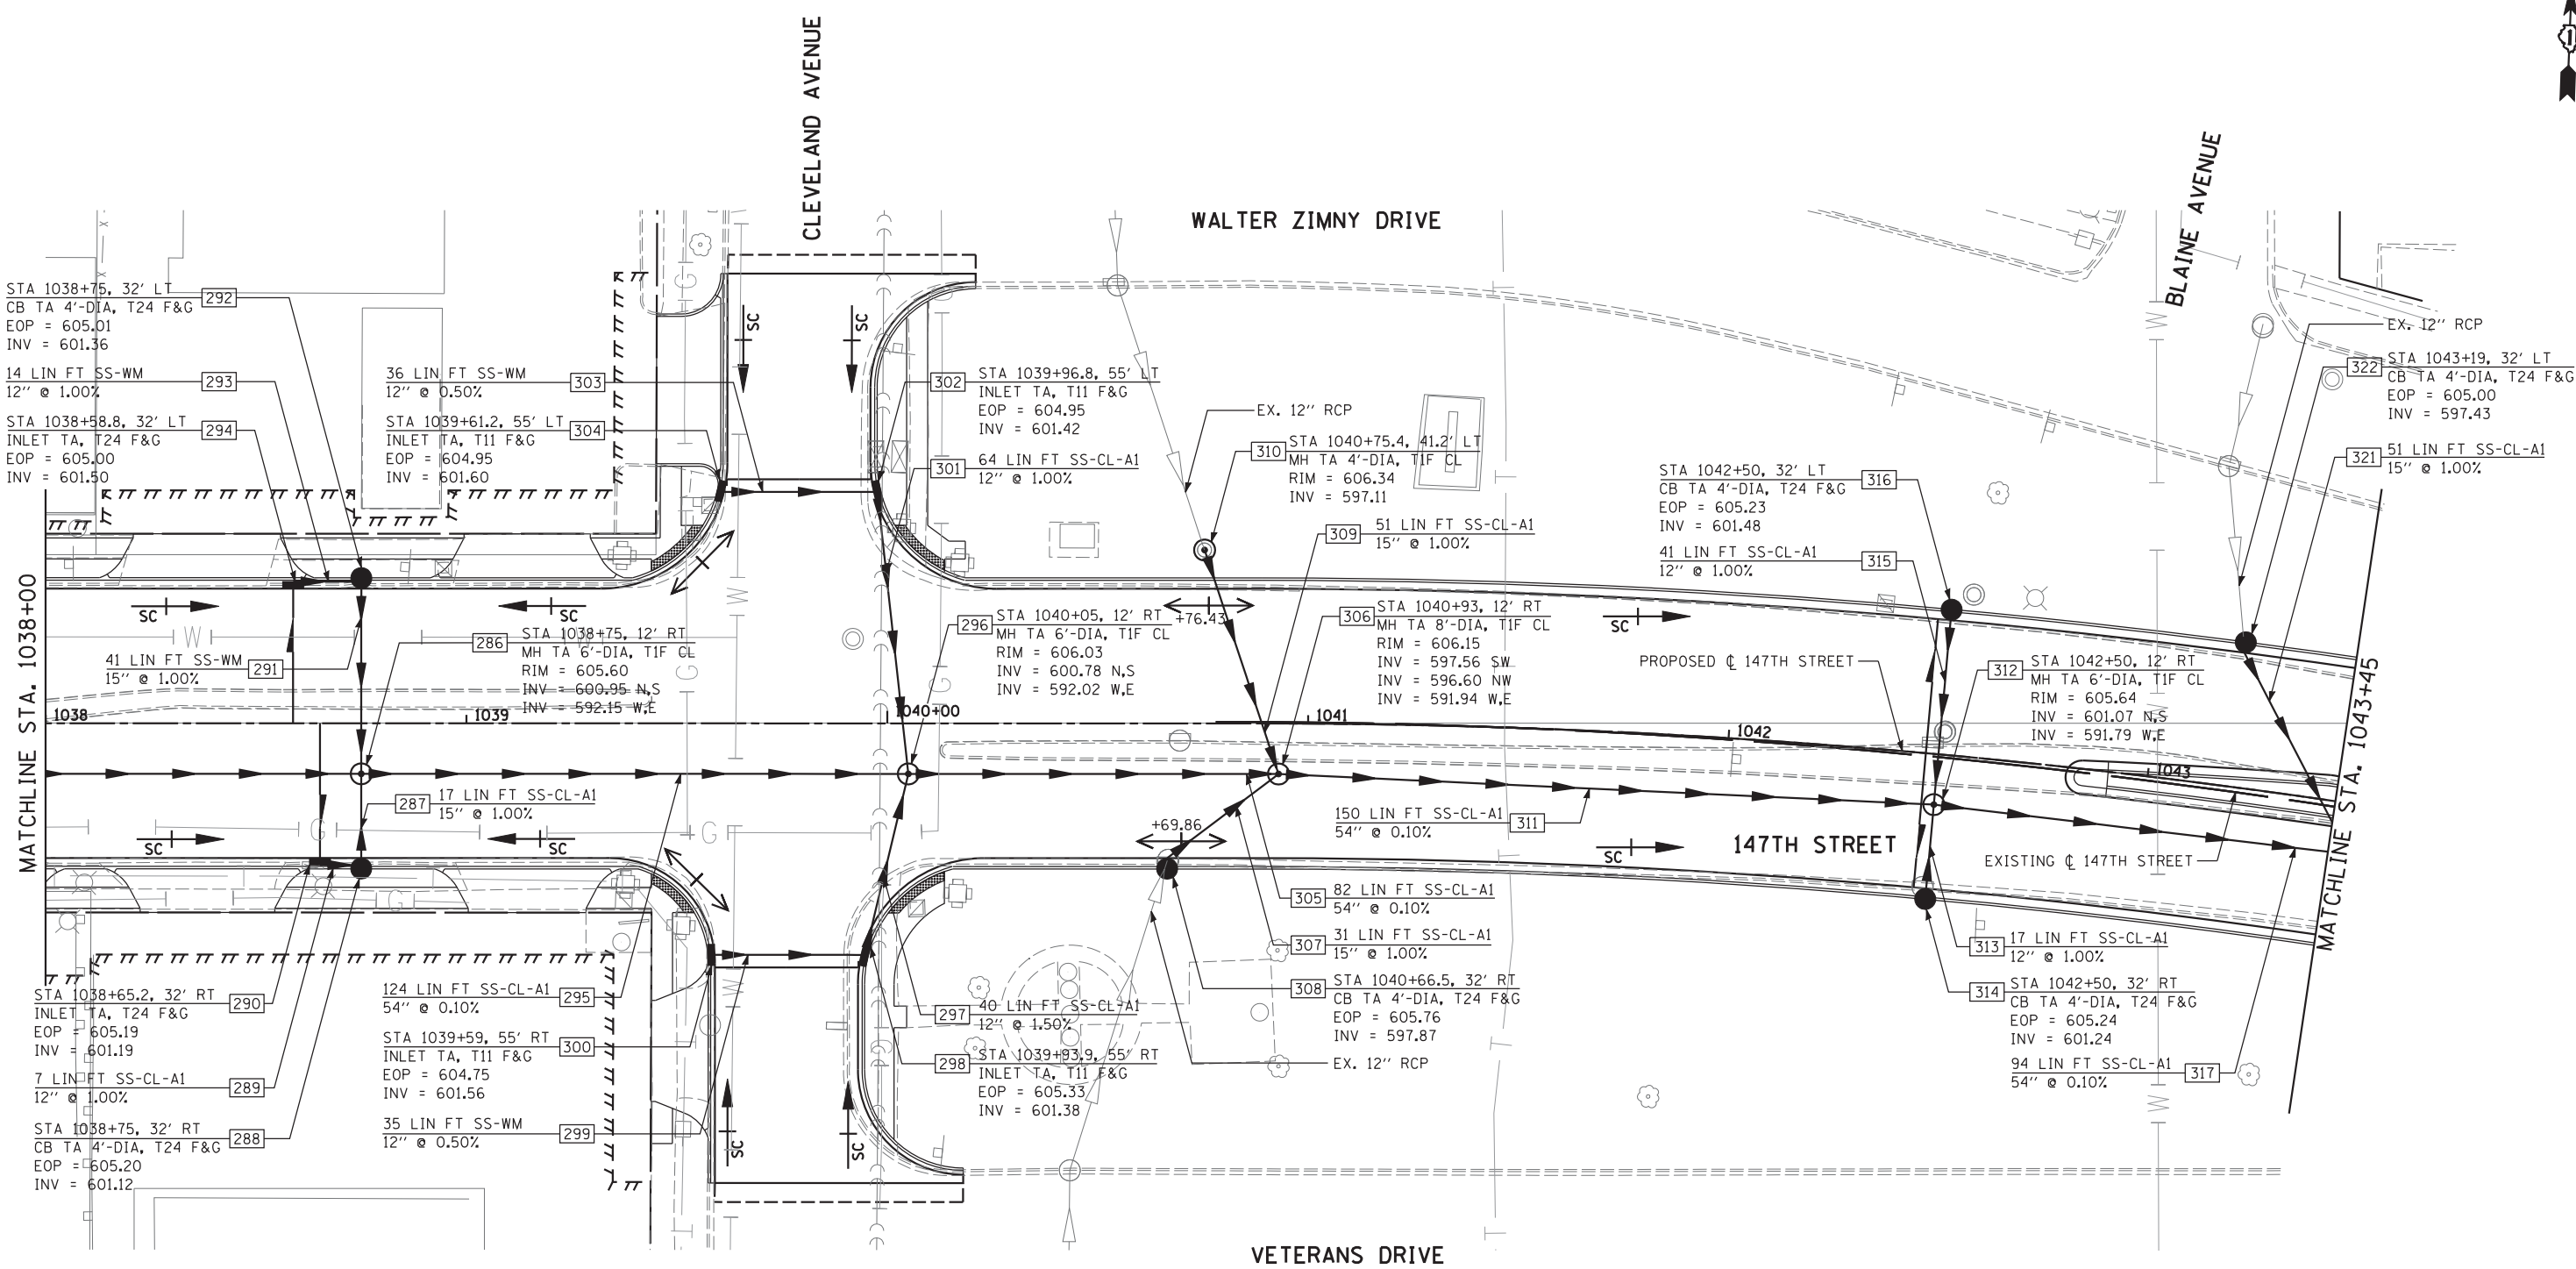 CLEVELAND AVENUE
WALTER ZIMNY DRIVE
BLAINE AVENUE
STA 1038+75, 32' LT
292
CB TA 4'-DIA, T24 F&G
EOP = 605.01
INV = 601.36
14 LIN FT SS-WM
293
12" @ 1.00%
STA 1038+58.8, 32' LT
294
INLET TA, T24 F&G
EOP = 605.00
INV = 601.50
36 LIN FT SS-WM
303
12" @ 0.50%
STA 1039+61.2, 55' LT
304
INLET TA, T11 F&G
EOP = 604.95
INV = 601.60
302
STA 1039+96.8, 55' LT
INLET TA, T11 F&G
EOP = 604.95
INV = 601.42
301
64 LIN FT SS-CL-A1
12" @ 1.00%
EX. 12" RCP
310
STA 1040+75.4, 41.2' LT
MH TA 4'-DIA, T1F CL
RIM = 606.34
INV = 597.11
309
51 LIN FT SS-CL-A1
15" @ 1.00%
STA 1042+50, 32' LT
316
CB TA 4'-DIA, T24 F&G
EOP = 605.23
INV = 601.48
41 LIN FT SS-CL-A1
315
12" @ 1.00%
EX. 12" RCP
322
STA 1043+19, 32' LT
CB TA 4'-DIA, T24 F&G
EOP = 605.00
INV = 597.43
321
51 LIN FT SS-CL-A1
15" @ 1.00%
SC
SC
SC
SC
SC
MATCHLINE STA. 1038+00
W
W
W
G
G
G
41 LIN FT SS-WM
291
15" @ 1.00%
286
STA 1038+75, 12' RT
MH TA 6'-DIA, T1F CL
RIM = 605.60
INV = 600.95 N,S
INV = 592.15 W,E
296
STA 1040+05, 12' RT
MH TA 6'-DIA, T1F CL
RIM = 606.03
INV = 600.78 N,S
INV = 592.02 W,E
+76.43
306
STA 1040+93, 12' RT
MH TA 8'-DIA, T1F CL
RIM = 606.15
INV = 597.56 SW
INV = 596.60 NW
INV = 591.94 W,E
PROPOSED ℄ 147TH STREET
312
STA 1042+50, 12' RT
MH TA 6'-DIA, T1F CL
RIM = 605.64
INV = 601.07 N,S
INV = 591.79 W,E
1038
1039
1040+00
1041
1042
1043
MATCHLINE STA. 1043+45
287
17 LIN FT SS-CL-A1
15" @ 1.00%
SC
SC
SC
G
G
G
+69.86
150 LIN FT SS-CL-A1
311
54" @ 0.10%
147TH STREET
EXISTING ℄ 147TH STREET
305
82 LIN FT SS-CL-A1
54" @ 0.10%
307
31 LIN FT SS-CL-A1
15" @ 1.00%
308
STA 1040+66.5, 32' RT
CB TA 4'-DIA, T24 F&G
EOP = 605.76
INV = 597.87
EX. 12" RCP
313
17 LIN FT SS-CL-A1
12" @ 1.00%
314
STA 1042+50, 32' RT
CB TA 4'-DIA, T24 F&G
EOP = 605.24
INV = 601.24
94 LIN FT SS-CL-A1
317
54" @ 0.10%
STA 1038+65.2, 32' RT
290
INLET TA, T24 F&G
EOP = 605.19
INV = 601.19
7 LIN FT SS-CL-A1
289
12" @ 1.00%
STA 1038+75, 32' RT
288
CB TA 4'-DIA, T24 F&G
EOP = 605.20
INV = 601.12
124 LIN FT SS-CL-A1
295
54" @ 0.10%
STA 1039+59, 55' RT
300
INLET TA, T11 F&G
EOP = 604.75
INV = 601.56
35 LIN FT SS-WM
299
12" @ 0.50%
297
40 LIN FT SS-CL-A1
12" @ 1.50%
298
STA 1039+93.9, 55' RT
INLET TA, T11 F&G
EOP = 605.33
INV = 601.38
SC
SC
W
W
W
VETERANS DRIVE